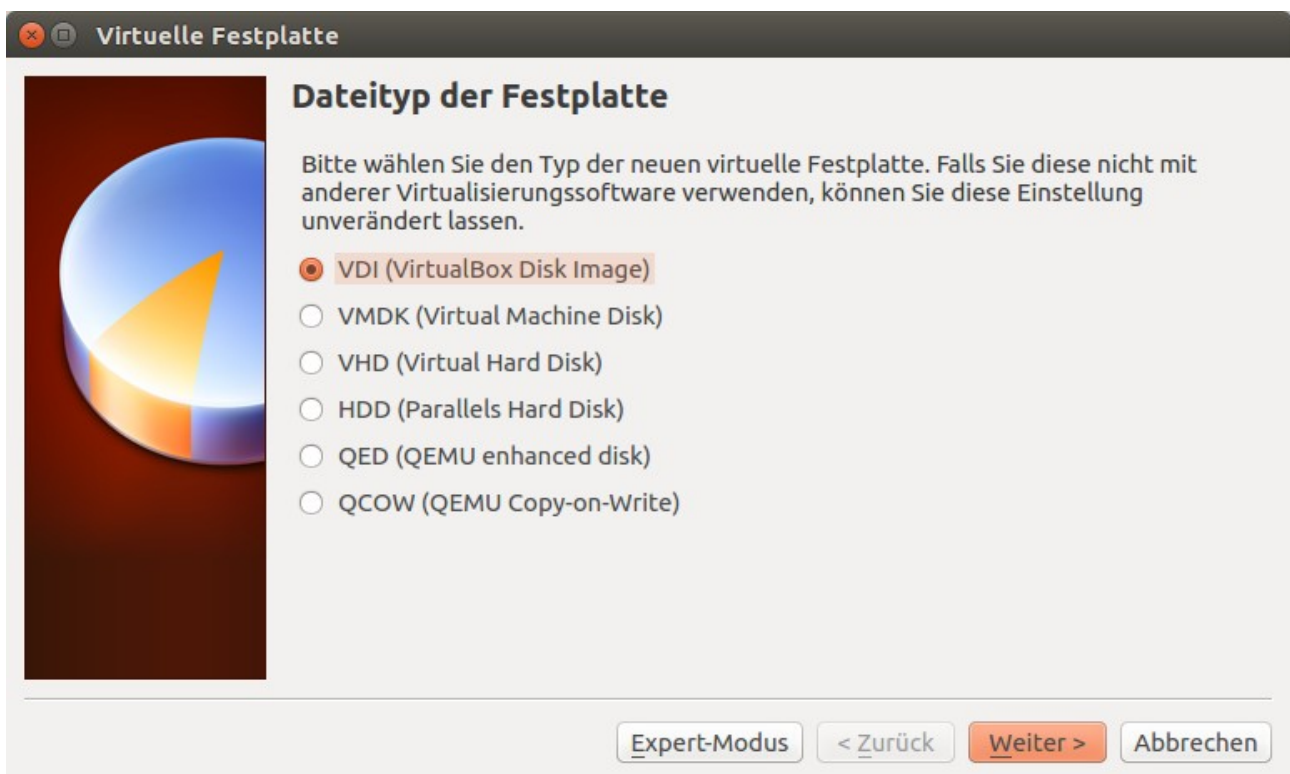 Virtuelle Festplatte
Dateityp der Festplatte
Bitte wählen Sie den Typ der neuen virtuelle Festplatte. Falls Sie diese nicht mit
anderer Virtualisierungssoftware verwenden, können Sie diese Einstellung
unverändert lassen.
VDI (VirtualBox Disk Image)
VMDK (Virtual Machine Disk)
VHD (Virtual Hard Disk)
HDD (Parallels Hard Disk)
QED (QEMU enhanced disk)
QCOW (QEMU Copy-on-Write)
Expert-Modus < Zurück Weiter > Abbrechen